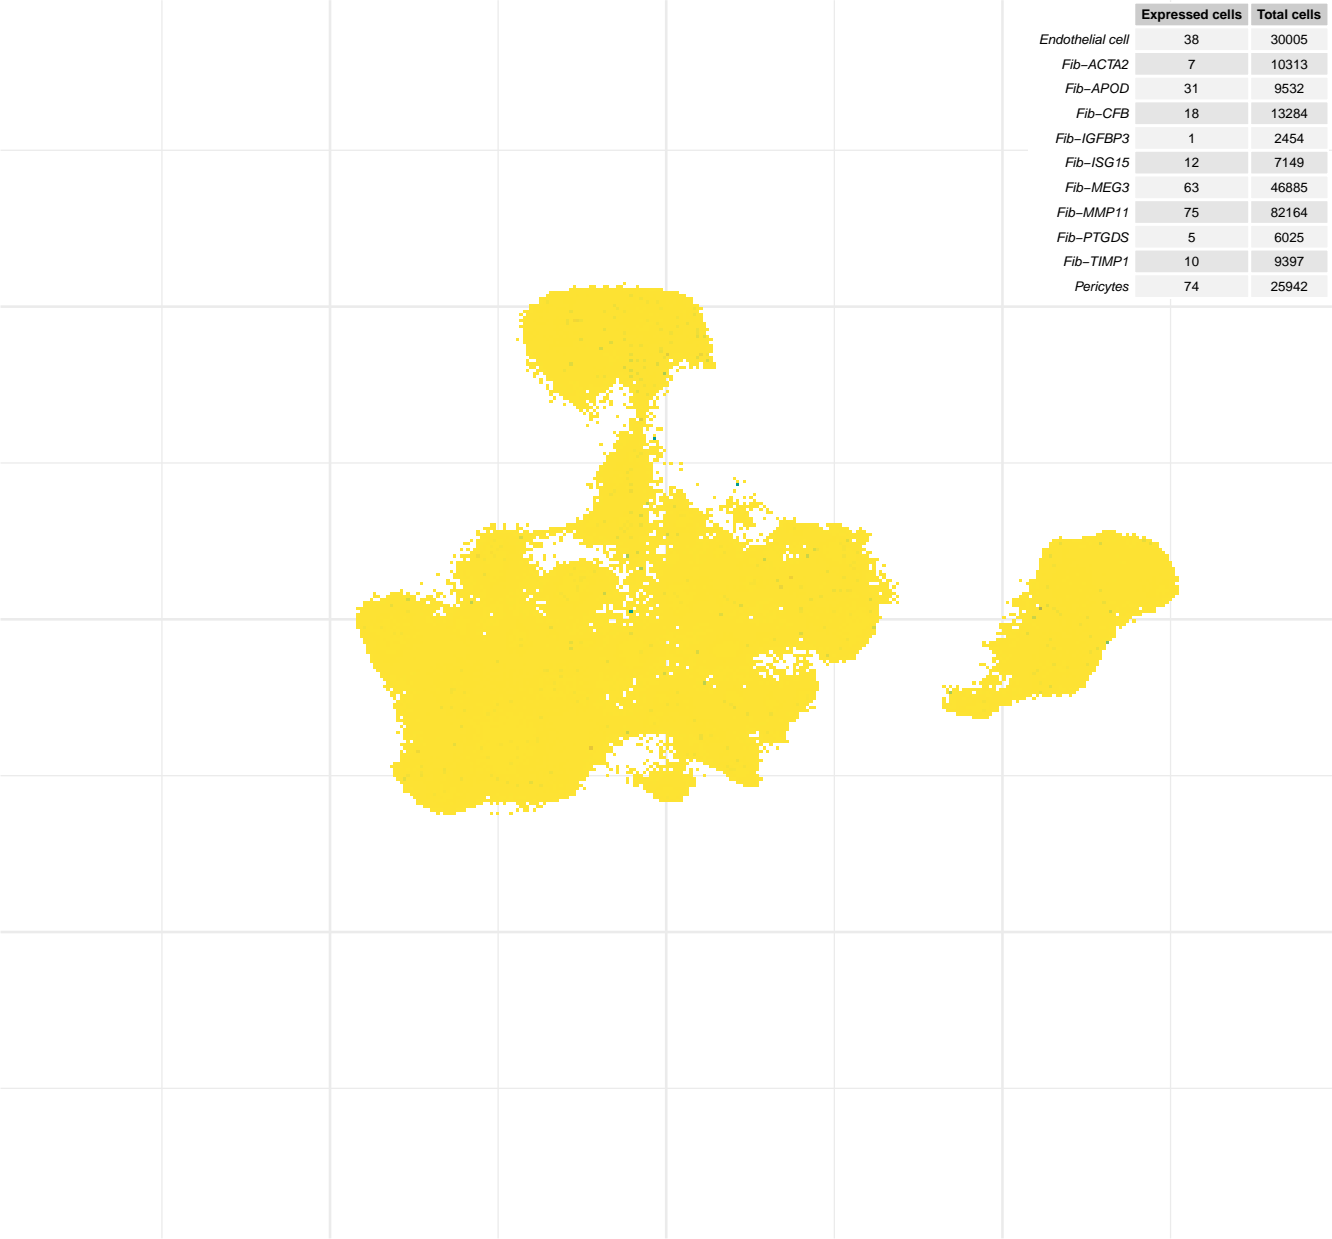 Expressed cells Total cells
Endothelial cell 38 30005
Fib−ACTA2 7 10313
Fib−APOD 31 9532
Fib−CFB 18 13284
Fib−IGFBP3 1 2454
Fib−ISG15 12 7149
Fib−MEG3 63 46885
Fib−MMP11 75 82164
Fib−PTGDS 5 6025
Fib−TIMP1 10 9397
Pericytes 74 25942